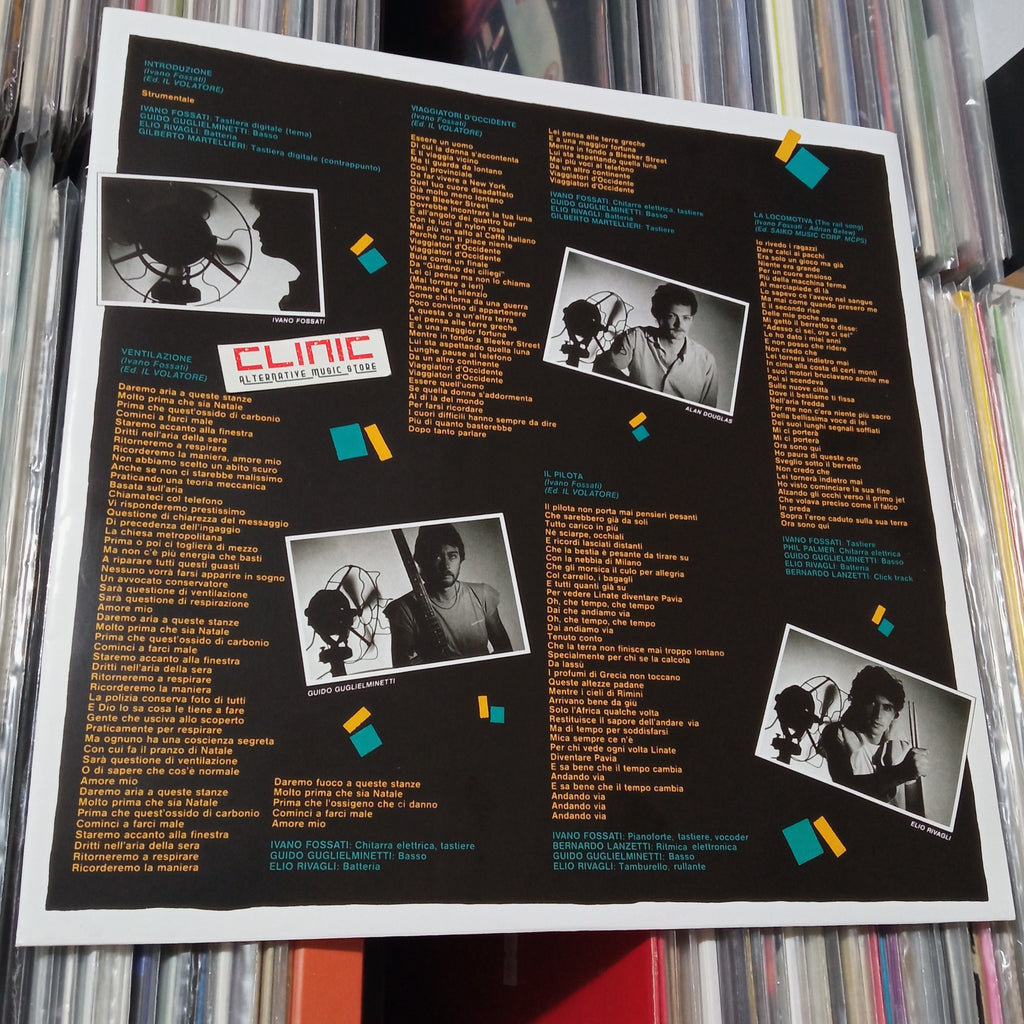 INTRODUZIONE
(Ivano Fossati)
(Ed. IL VOLATORE)
Strumentale
IVANO FOSSATI: Tastiera digitale (tema)
GUIDO GUGLIELMINETTI: Basso
ELIO RIVAGLI: Batteria
GILBERTO MARTELLIERI: Tastiera digitale (contrappunto)
IVANO FOSSATI
CLINIC
ALTERNATIVE MUSIC STORE
VENTILAZIONE
(Ivano Fossati)
(Ed. IL VOLATORE)
Daremo aria a queste stanze
Molto prima che sia Natale
Prima che quest'ossido di carbonio
Cominci a farci male
Staremo accanto alla finestra
Dritti nell'aria della sera
Ritorneremo a respirare
Ricorderemo la maniera, amore mio
Non abbiamo scelto un abito scuro
Anche se non ci starebbe malissimo
Praticando una teoria meccanica
Basata sull'aria
Chiamateci col telefono
Vi risponderemo prestissimo
Questione di chiarezza del messaggio
Di precedenza dell'ingaggio
La chiesa metropolitana
Prima o poi ci toglierà di mezzo
Ma non c'è più energia che basti
A riparare tutti questi guasti
Nessuno vorrà farsi apparire in sogno
Un avvocato conservatore
Sarà questione di ventilazione
Sarà questione di respirazione
Amore mio
Daremo aria a queste stanze
Molto prima che sia Natale
Prima che quest'ossido di carbonio
Cominci a farci male
Staremo accanto alla finestra
Dritti nell'aria della sera
Ritorneremo a respirare
Ricorderemo la maniera
La polizia conserva foto di tutti
E Dio lo sa cosa le tiene a fare
Gente che usciva allo scoperto
Praticamente per respirare
Ma ognuno ha una coscienza segreta
Con cui fa il pranzo di Natale
Sarà questione di ventilazione
O di sapere che cos'è normale
Amore mio
Daremo aria a queste stanze
Molto prima che sia Natale
Prima che quest'ossido di carbonio
Cominci a farci male
Staremo accanto alla finestra
Dritti nell'aria della sera
Ritorneremo a respirare
Ricorderemo la maniera
Daremo fuoco a queste stanze
Molto prima che sia Natale
Prima che l'ossigeno che ci danno
Cominci a farci male
Amore mio
IVANO FOSSATI: Chitarra elettrica, tastiere
GUIDO GUGLIELMINETTI: Basso
ELIO RIVAGLI: Batteria
GUIDO GUGLIELMINETTI
VIAGGIATORI D'OCCIDENTE
(Ivano Fossati)
(Ed. IL VOLATORE)
Essere un uomo
Di cui la donna s'accontenta
E ti viaggia vicino
Ma ti guarda da lontano
Così provinciale
Da far vivere a New York
Quel tuo cuore disadattato
Già molto meno lontano
Dove Bleeker Street
Dovrebbe incontrare la tua luna
E all'angolo dei quattro bar
Con le luci di nylon rosa
Mai più un salto al Caffè Italiano
Perché non ti piace niente
Viaggiatori d'Occidente
Viaggiatori d'Occidente
Buia come un finale
Da "Giardino dei ciliegi"
Lei ci pensa ma non lo chiama
(Mai tornare a ieri)
Amante del silenzio
Come chi torna da una guerra
Poco convinto di appartenere
A questa o a un'altra terra
Lei pensa alle terre greche
E a una maggior fortuna
Mentre in fondo a Bleeker Street
Lui sta aspettando quella luna
Lunghe pause al telefono
Da un altro continente
Viaggiatori d'Occidente
Viaggiatori d'Occidente
Essere quell'uomo
Se quella donna s'addormenta
Al di là del mondo
Per farsi ricordare
I cuori difficili hanno sempre da dire
Più di quanto basterebbe
Dopo tanto parlare
Lei pensa alle terre greche
E a una maggior fortuna
Mentre in fondo a Bleeker Street
Lui sta aspettando quella luna
Mai più voci al telefono
Da un altro continente
Viaggiatori d'Occidente
Viaggiatori d'Occidente
IVANO FOSSATI: Chitarra elettrica, tastiere
GUIDO GUGLIELMINETTI: Basso
ELIO RIVAGLI: Batteria
GILBERTO MARTELLIERI: Tastiere
ALAN DOUGLAS
IL PILOTA
(Ivano Fossati)
(Ed. IL VOLATORE)
Il pilota non porta mai pensieri pesanti
Che sarebbero già da soli
Tutto carico in più
Né sciarpe, occhiali
E ricordi lasciati distanti
Che la bestia è pesante da tirare su
Con la nebbia di Milano
Che gli morsica il culo per allegria
Col carrello, i bagagli
E tutti quanti già su
Per vedere Linate diventare Pavia
Oh, che tempo, che tempo
Dai che andiamo via
Oh, che tempo, che tempo
Dai andiamo via
Tenuto conto
Che la terra non finisce mai troppo lontano
Specialmente per chi se la calcola
Da lassù
I profumi di Grecia non toccano
Queste altezze padane
Mentre i cieli di Rimini
Arrivano bene da giù
Solo l'Africa qualche volta
Restituisce il sapore dell'andare via
Ma di tempo per soddisfarsi
Mica sempre ce n'è
Per chi vede ogni volta Linate
Diventare Pavia
E sa bene che il tempo cambia
Andando via
E sa bene che il tempo cambia
Andando via
Andando via
Andando via
IVANO FOSSATI: Pianoforte, tastiere, vocoder
BERNARDO LANZETTI: Ritmica elettronica
GUIDO GUGLIELMINETTI: Basso
ELIO RIVAGLI: Tamburello, rullante
LA LOCOMOTIVA (The rail song)
(Ivano Fossati - Adrian Belew)
(Ed. SAIKO MUSIC CORP. MCPS)
Io rivedo i ragazzi
Dare calci ai pacchi
Era solo un gioco ma già
Niente era grande
Per un cuore ansioso
Più della macchina ferma
Al marciapiede di là
Lo sapevo ce l'avevo nel sangue
Ma mai come quando presero me
E il secondo rise
Delle mie poche ossa
Mi gettò il berretto e disse
"Adesso ci sei, ora ci sei"
Le ho dato i miei anni
E non posso che ridere
Non credo che
Lei tornerà indietro mai
In cima alla costa di certi monti
I suoi motori bruciavano anche me
Poi si scendeva
Sulle nuove città
Dove il bestiame ti fissa
Nell'aria fredda
Per me non c'era niente più sacro
Della bellissima voce di lei
Dei suoi lunghi segnali soffiati
Mi ci porterà
Mi ci porterà
Ora sono qui
Ho paura di queste ore
Sveglio sotto il berretto
Non credo che
Lei tornerà indietro mai
Ho visto cominciare la sua fine
Alzando gli occhi verso il primo jet
Che volava preciso come il falco
In preda
Sopra l'eroe caduto sulla sua terra
Ora sono qui
IVANO FOSSATI: Tastiere
PHIL PALMER: Chitarra elettrica
GUIDO GUGLIELMINETTI: Basso
ELIO RIVAGLI: Batteria
BERNARDO LANZETTI: Click track
ELIO RIVAGLI